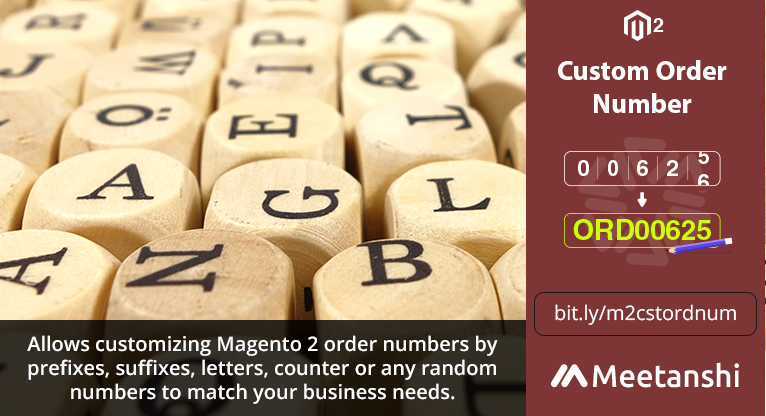 R P
J I Q
Ö E
A G L
A Z B
Allows customizing Magento 2 order numbers by
prefixes, suffixes, letters, counter or any random
numbers to match your business needs.
2
Custom Order
Number
0 0 6 2 5
6
ORD00625
bit.ly/m2cstordnum
Meetanshi